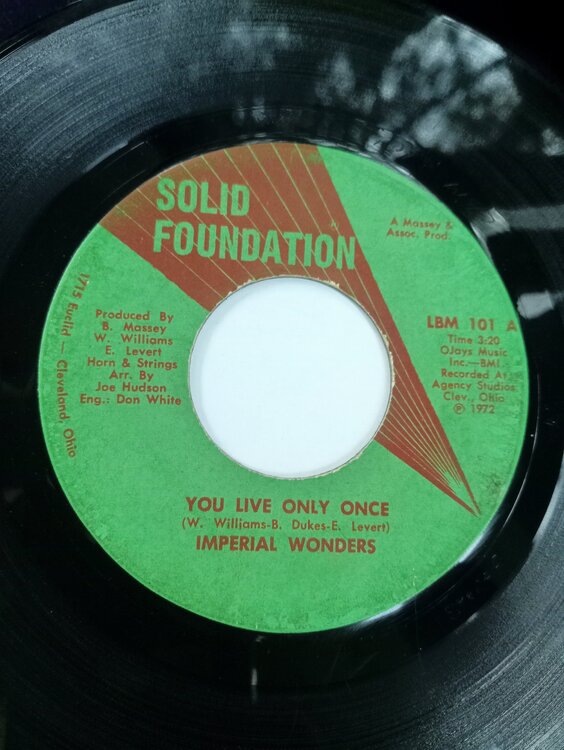 SOLID
FOUNDATION
A Massey &
Assoc. Prod.
1715 Euclid — Cleveland, Ohio
Produced By
B. Massey
W. Williams
E. Levert
Horn & Strings
Arr. By
Joe Hudson
Eng.: Don White
LBM 101 A
Time 3:20
OJays Music
Inc.—BMI
Recorded At
Agency Studios
Clev., Ohio
℗ 1972
YOU LIVE ONLY ONCE
(W. Williams-B. Dukes-E. Levert)
IMPERIAL WONDERS